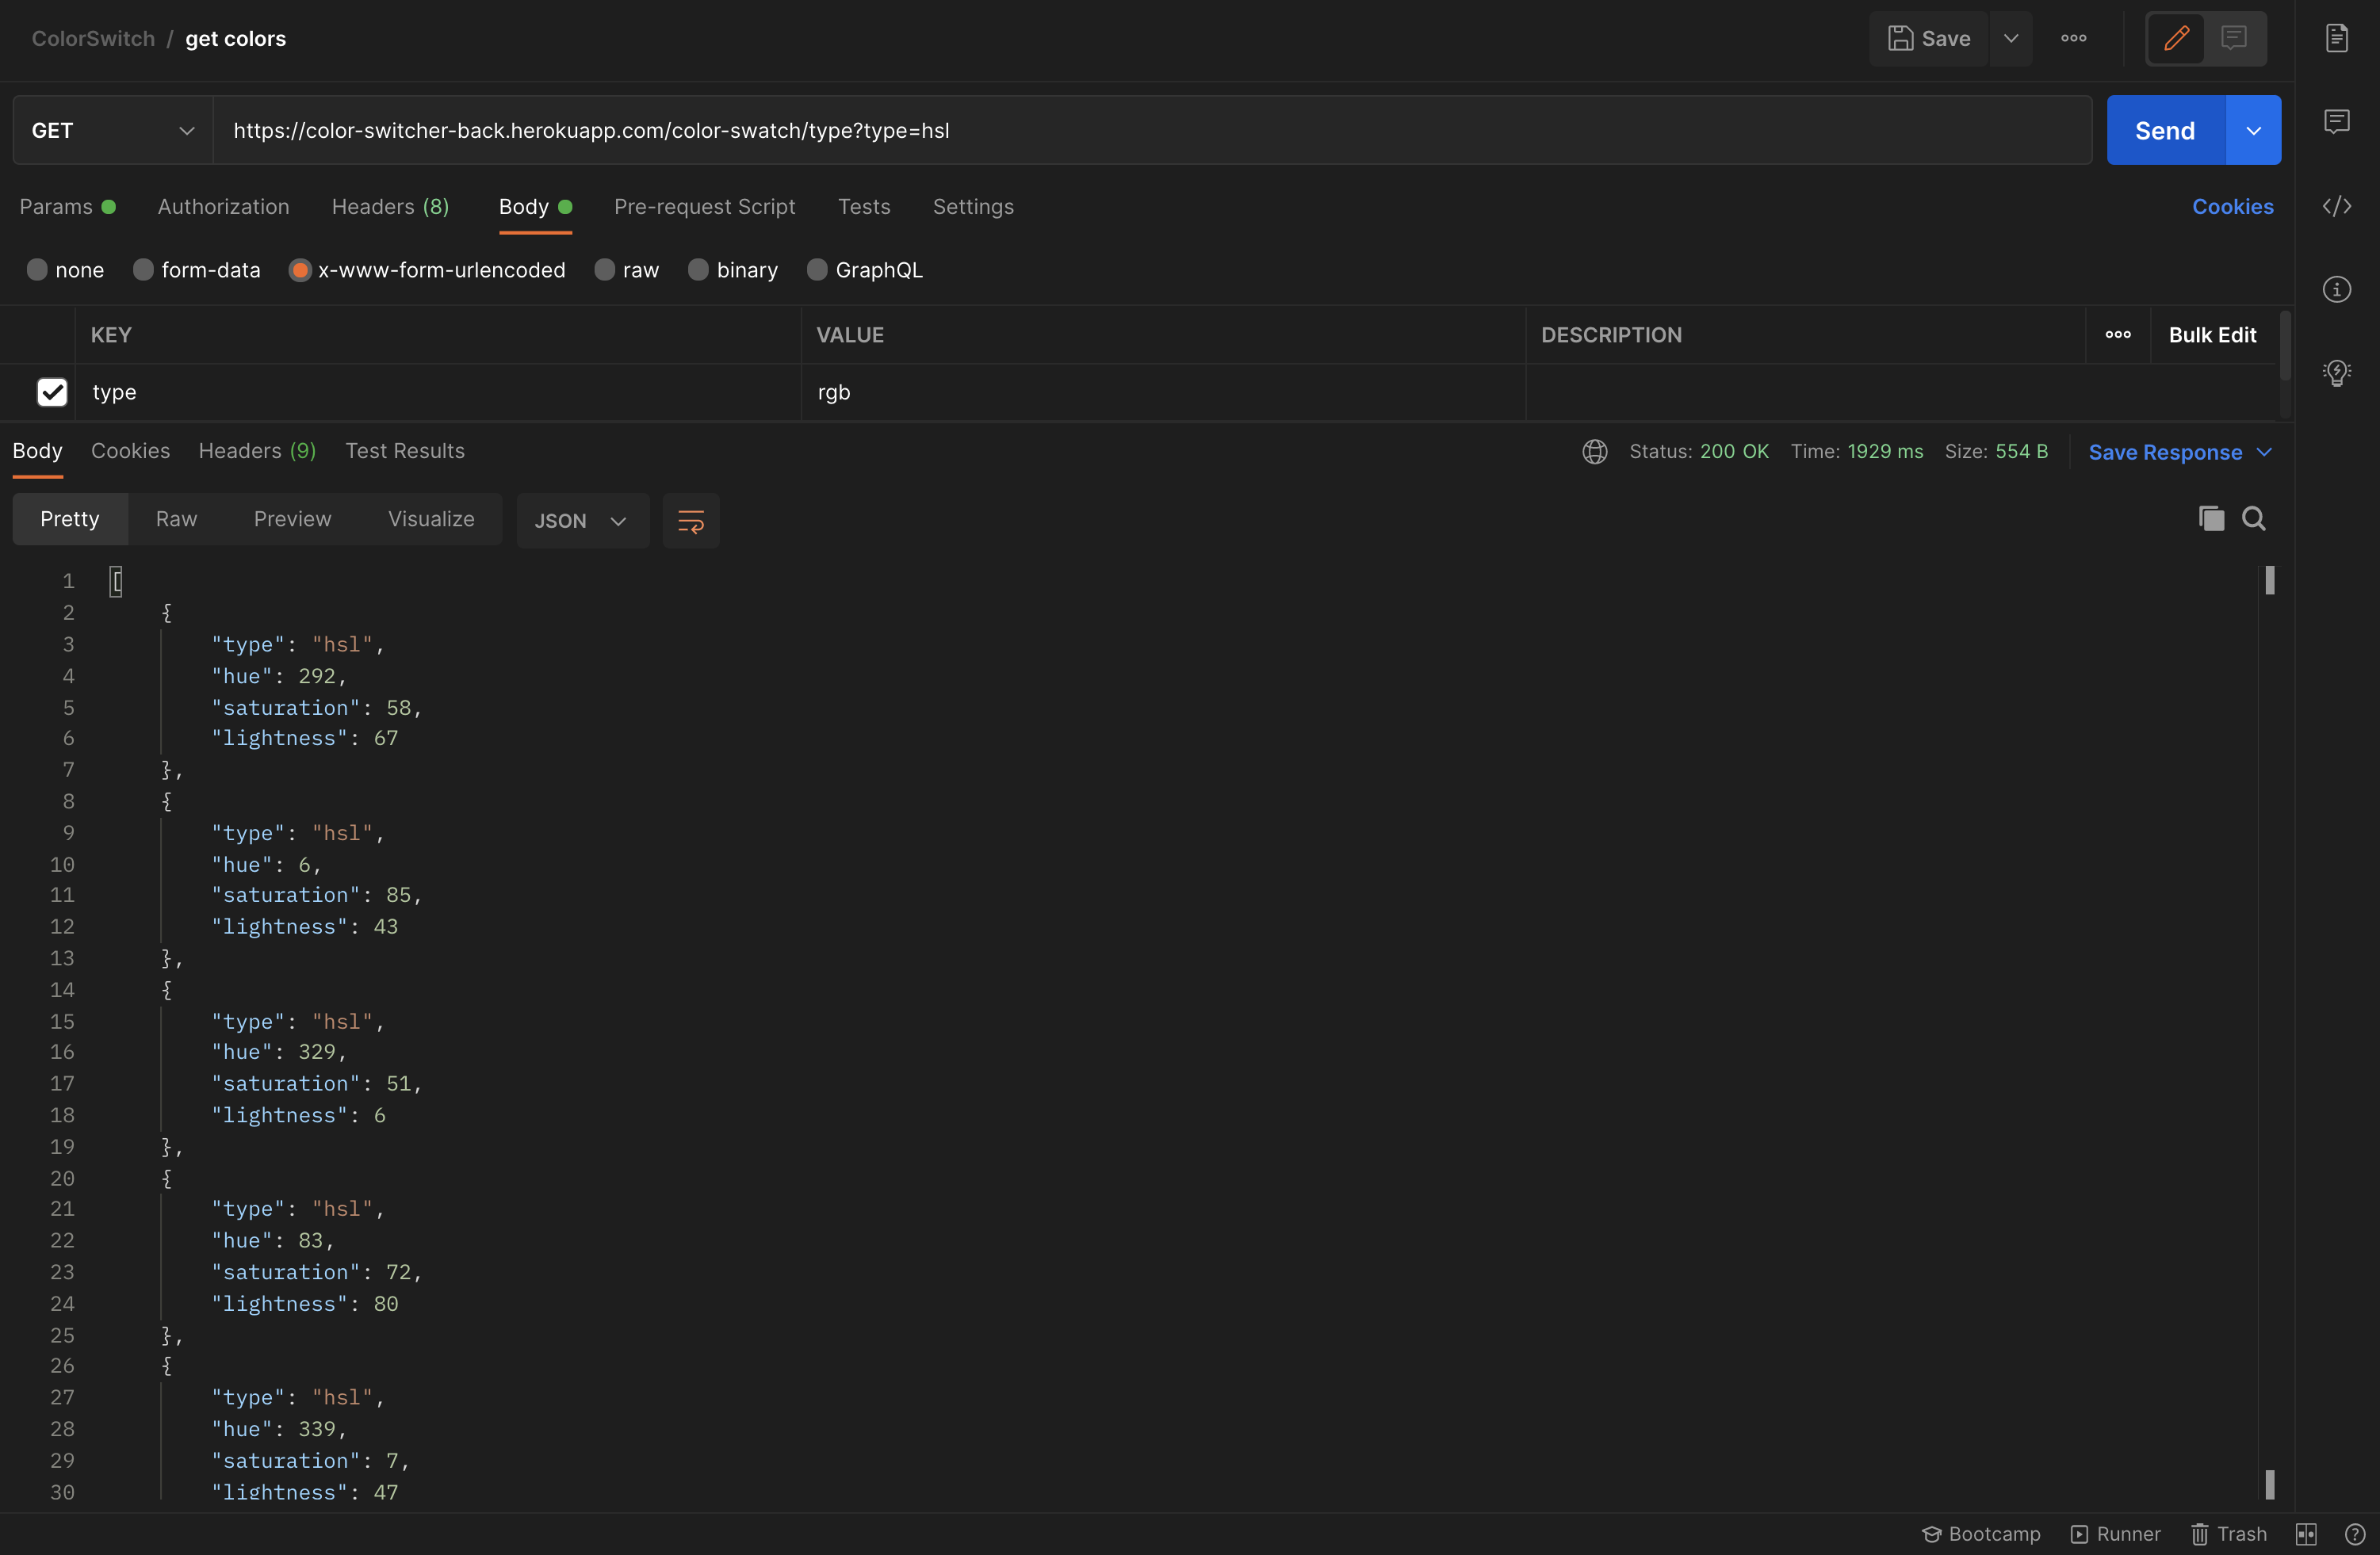 ColorSwitch / get colors
Save
GET https://color-switcher-back.herokuapp.com/color-swatch/type?type=hsl Send
Params Authorization Headers (8) Body Pre-request Script Tests Settings Cookies
none form-data x-www-form-urlencoded raw binary GraphQL
KEY VALUE DESCRIPTION Bulk Edit
type rgb
Body Cookies Headers (9) Test Results Status: 200 OK Time: 1929 ms Size: 554 B Save Response
Pretty Raw Preview Visualize JSON
1 [
2 {
3 "type": "hsl",
4 "hue": 292,
5 "saturation": 58,
6 "lightness": 67
7 },
8 {
9 "type": "hsl",
10 "hue": 6,
11 "saturation": 85,
12 "lightness": 43
13 },
14 {
15 "type": "hsl",
16 "hue": 329,
17 "saturation": 51,
18 "lightness": 6
19 },
20 {
21 "type": "hsl",
22 "hue": 83,
23 "saturation": 72,
24 "lightness": 80
25 },
26 {
27 "type": "hsl",
28 "hue": 339,
29 "saturation": 7,
30 "lightness": 47
Bootcamp Runner Trash